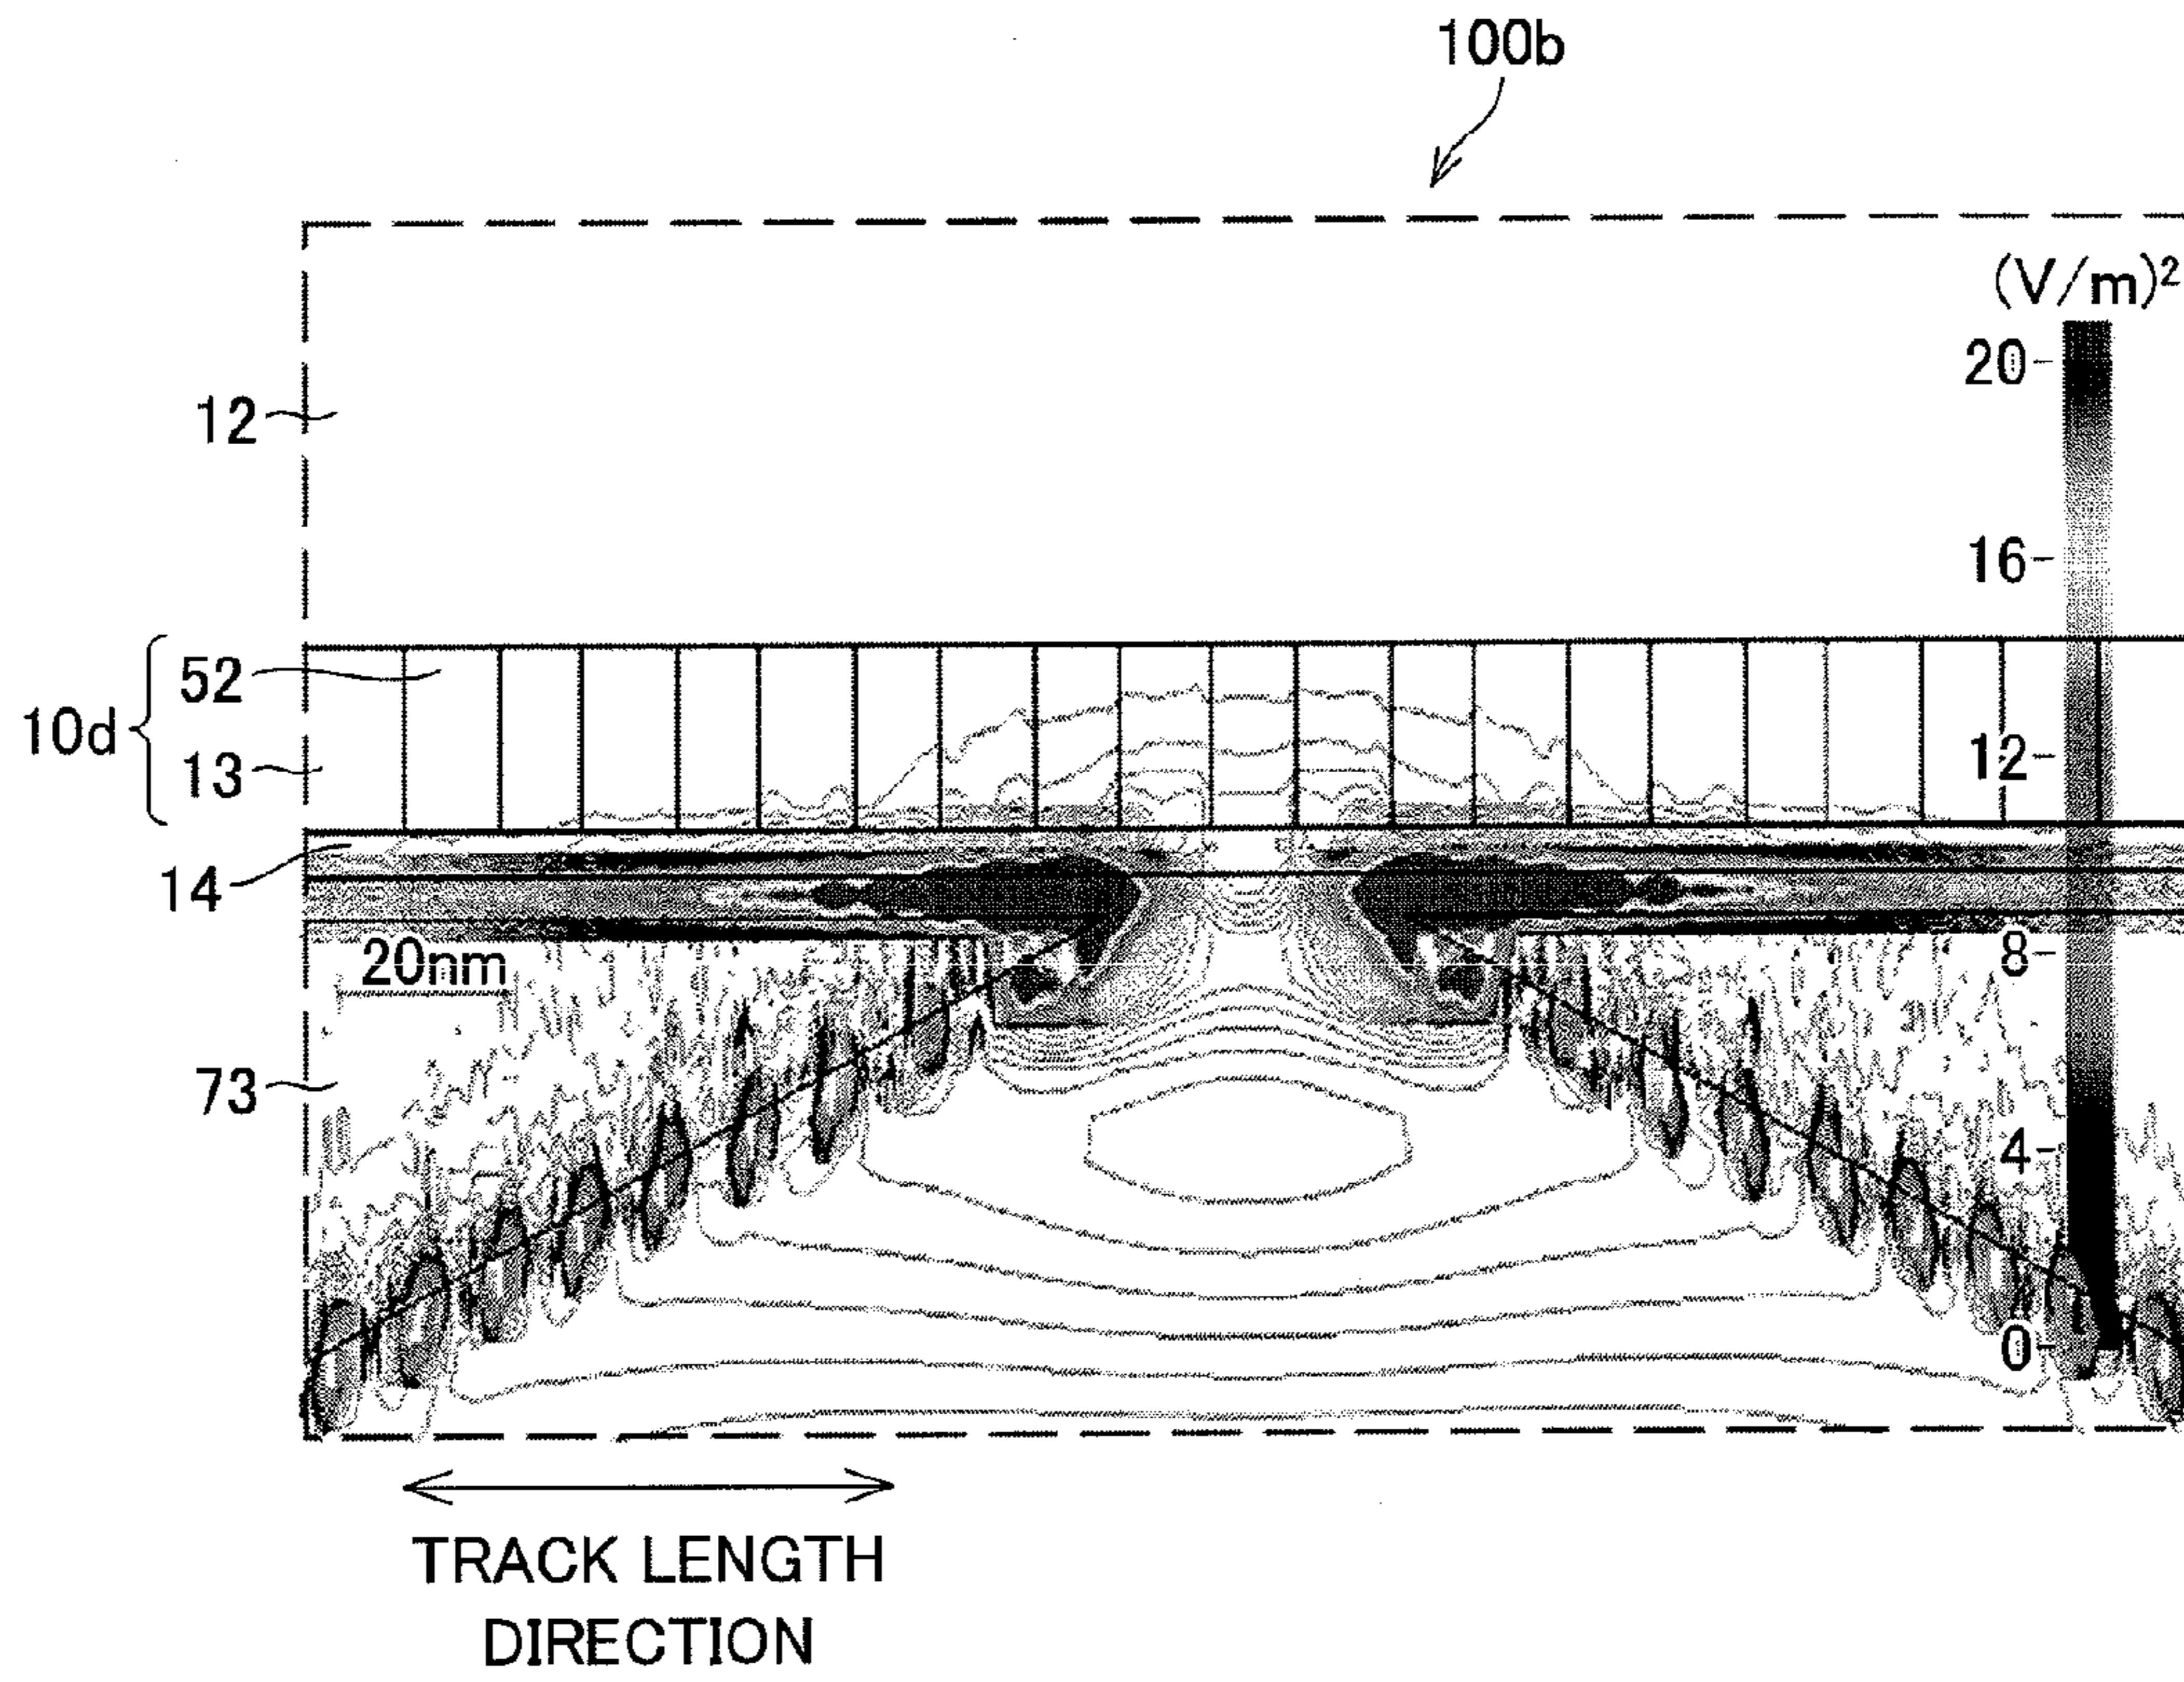 100b
(V/m)²
20
12
16
52
10d
13
12
14
20nm
8
73
4
0
TRACK LENGTH
DIRECTION